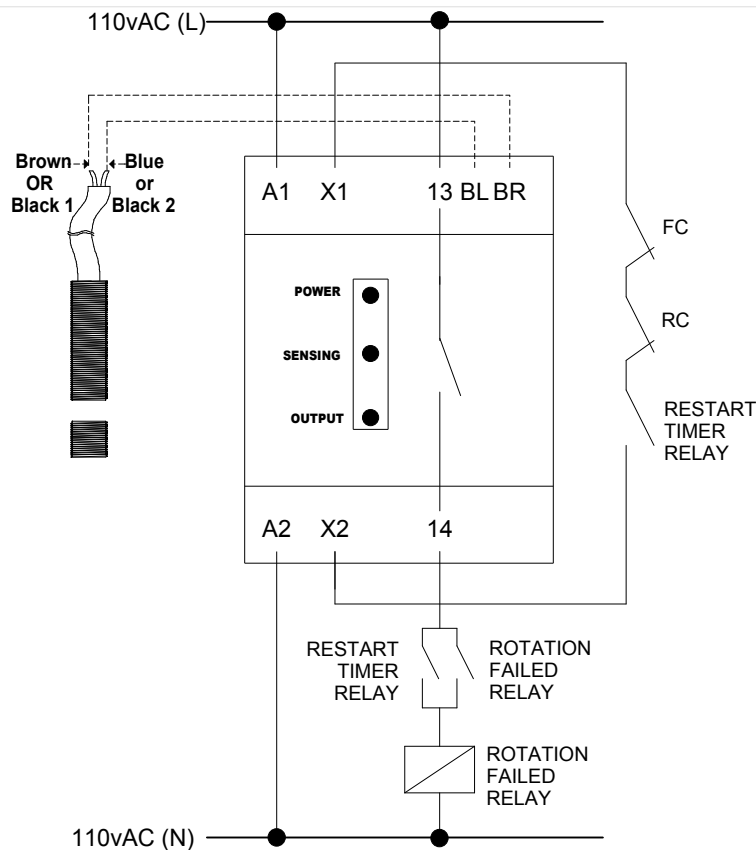 110vAC (L)
Brown
OR
Black 1
Blue
or
Black 2
A1 X1 13 BL BR
FC
POWER
RC
SENSING
RESTART
TIMER
RELAY
OUTPUT
A2 X2 14
RESTART
TIMER
RELAY
ROTATION
FAILED
RELAY
ROTATION
FAILED
RELAY
110vAC (N)